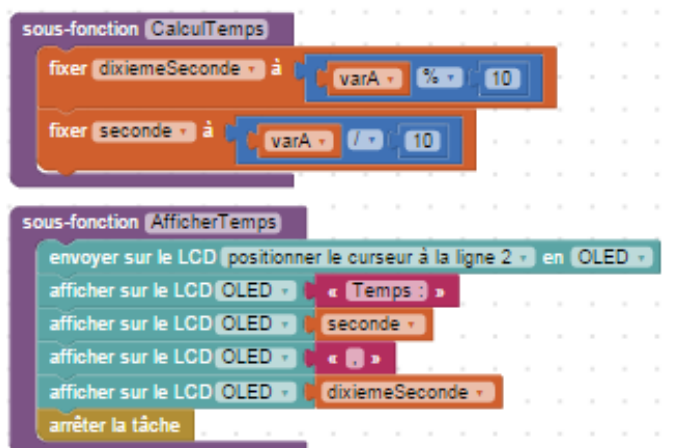 sous-fonction CalculTemps
fixer dixiemeSeconde à varA % 10
fixer seconde à varA / 10
sous-fonction AfficherTemps
envoyer sur le LCD positionner le curseur à la ligne 2 en OLED
afficher sur le LCD OLED « Temps : »
afficher sur le LCD OLED seconde
afficher sur le LCD OLED « , »
afficher sur le LCD OLED dixiemeSeconde
arrêter la tâche